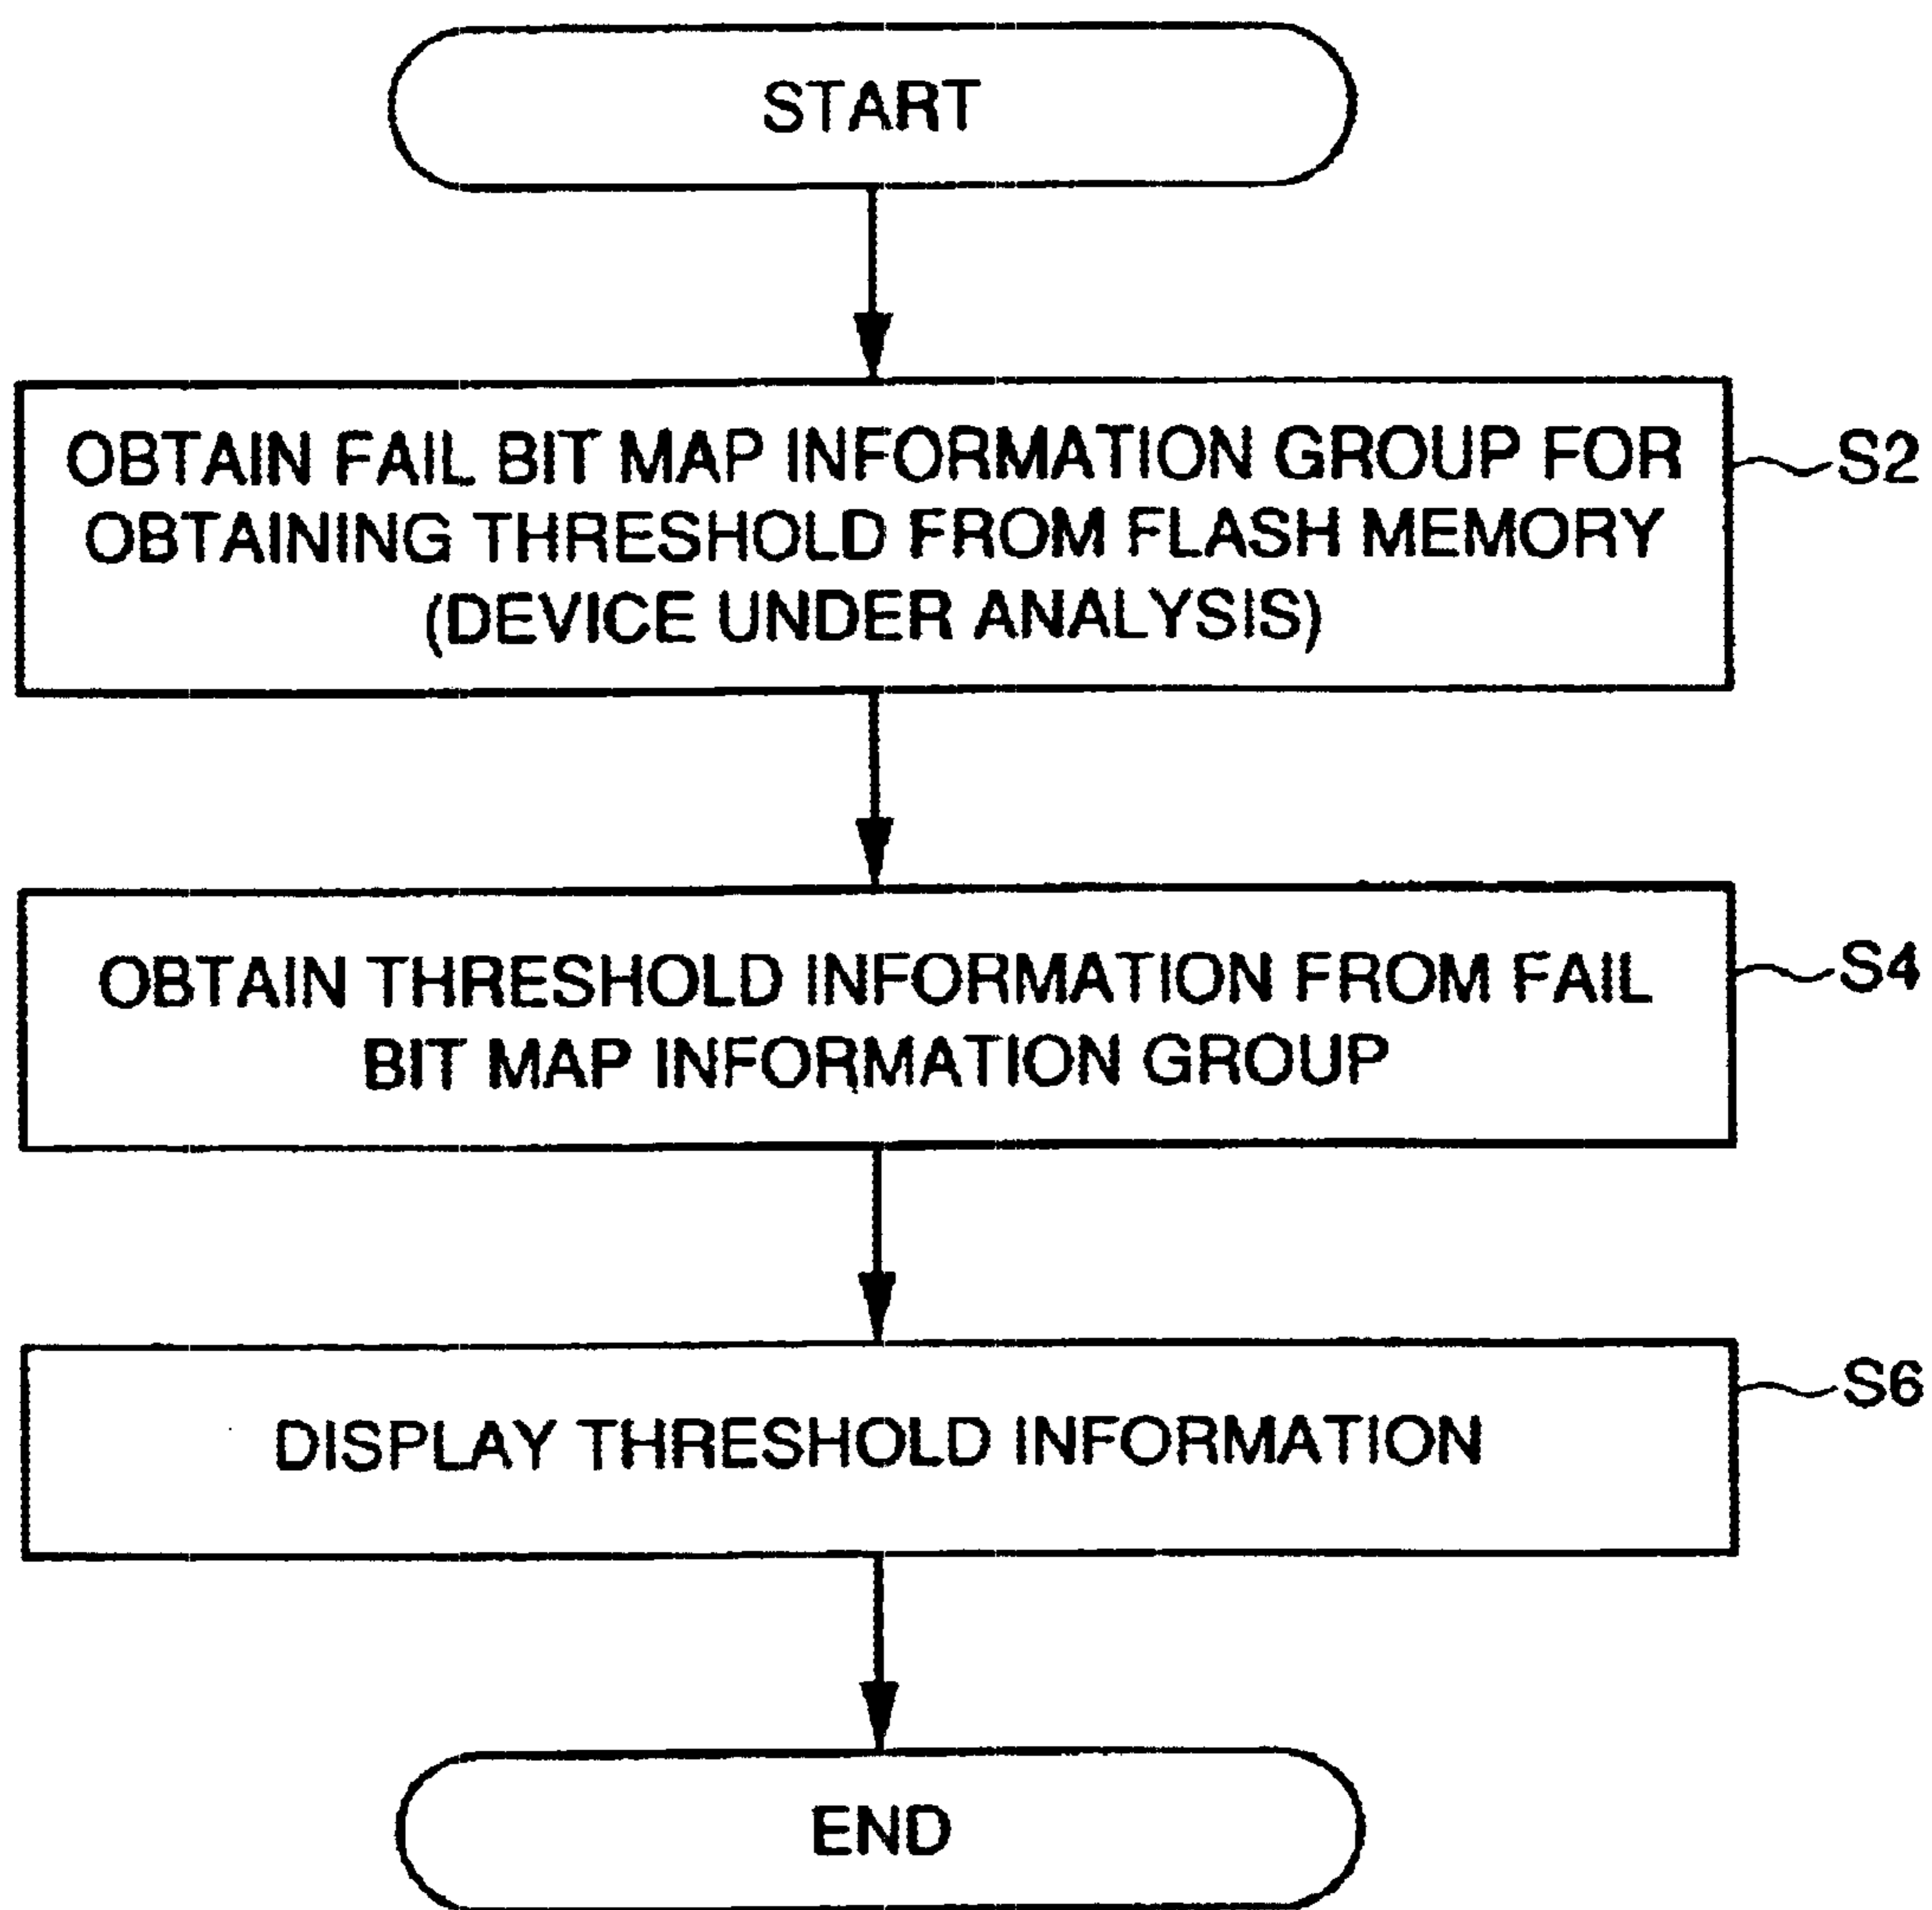 START
OBTAIN FAIL BIT MAP INFORMATION GROUP FOR
OBTAINING THRESHOLD FROM FLASH MEMORY
(DEVICE UNDER ANALYSIS)
S2
OBTAIN THRESHOLD INFORMATION FROM FAIL
BIT MAP INFORMATION GROUP
S4
DISPLAY THRESHOLD INFORMATION
S6
END